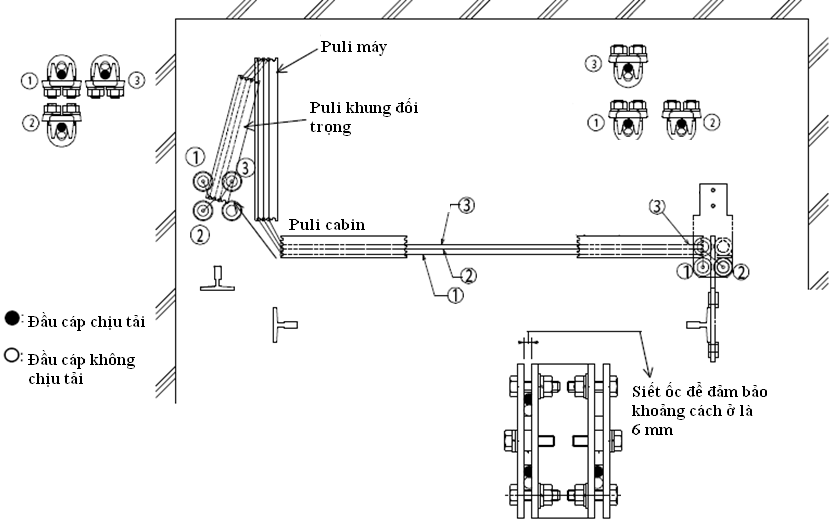 Puli máy
③
①
①
③
Puli khung đối
trọng
②
①
②
①
③
②
③
③
Puli cabin
②
①
①
②
●: Đầu cáp chịu tải
○: Đầu cáp không
chịu tải
Siết ốc để đảm bảo
khoảng cách ở là
6 mm